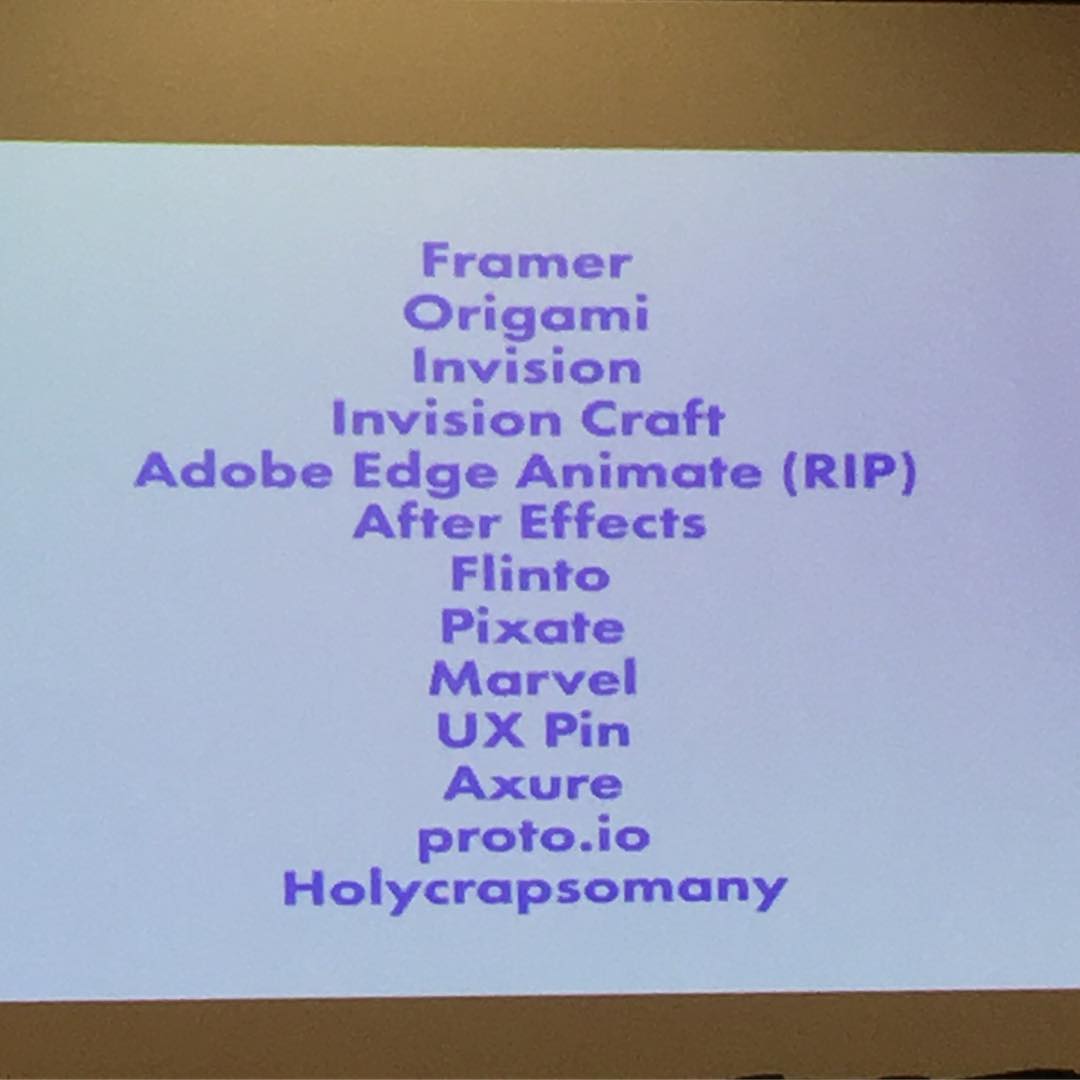 Framer
Origami
Invision
Invision Craft
Adobe Edge Animate (RIP)
After Effects
Flinto
Pixate
Marvel
UX Pin
Axure
proto.io
Holycrapsomany